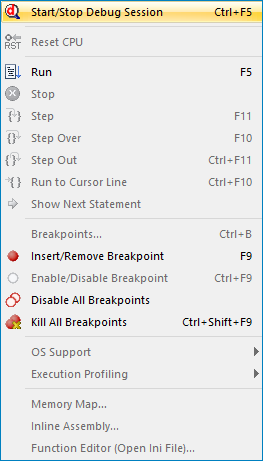 Start/Stop Debug Session Ctrl+F5
RST Reset CPU
Run F5
Stop
Step F11
Step Over F10
Step Out Ctrl+F11
Run to Cursor Line Ctrl+F10
Show Next Statement
Breakpoints... Ctrl+B
Insert/Remove Breakpoint F9
Enable/Disable Breakpoint Ctrl+F9
Disable All Breakpoints
Kill All Breakpoints Ctrl+Shift+F9
OS Support
Execution Profiling
Memory Map...
Inline Assembly...
Function Editor (Open Ini File)...